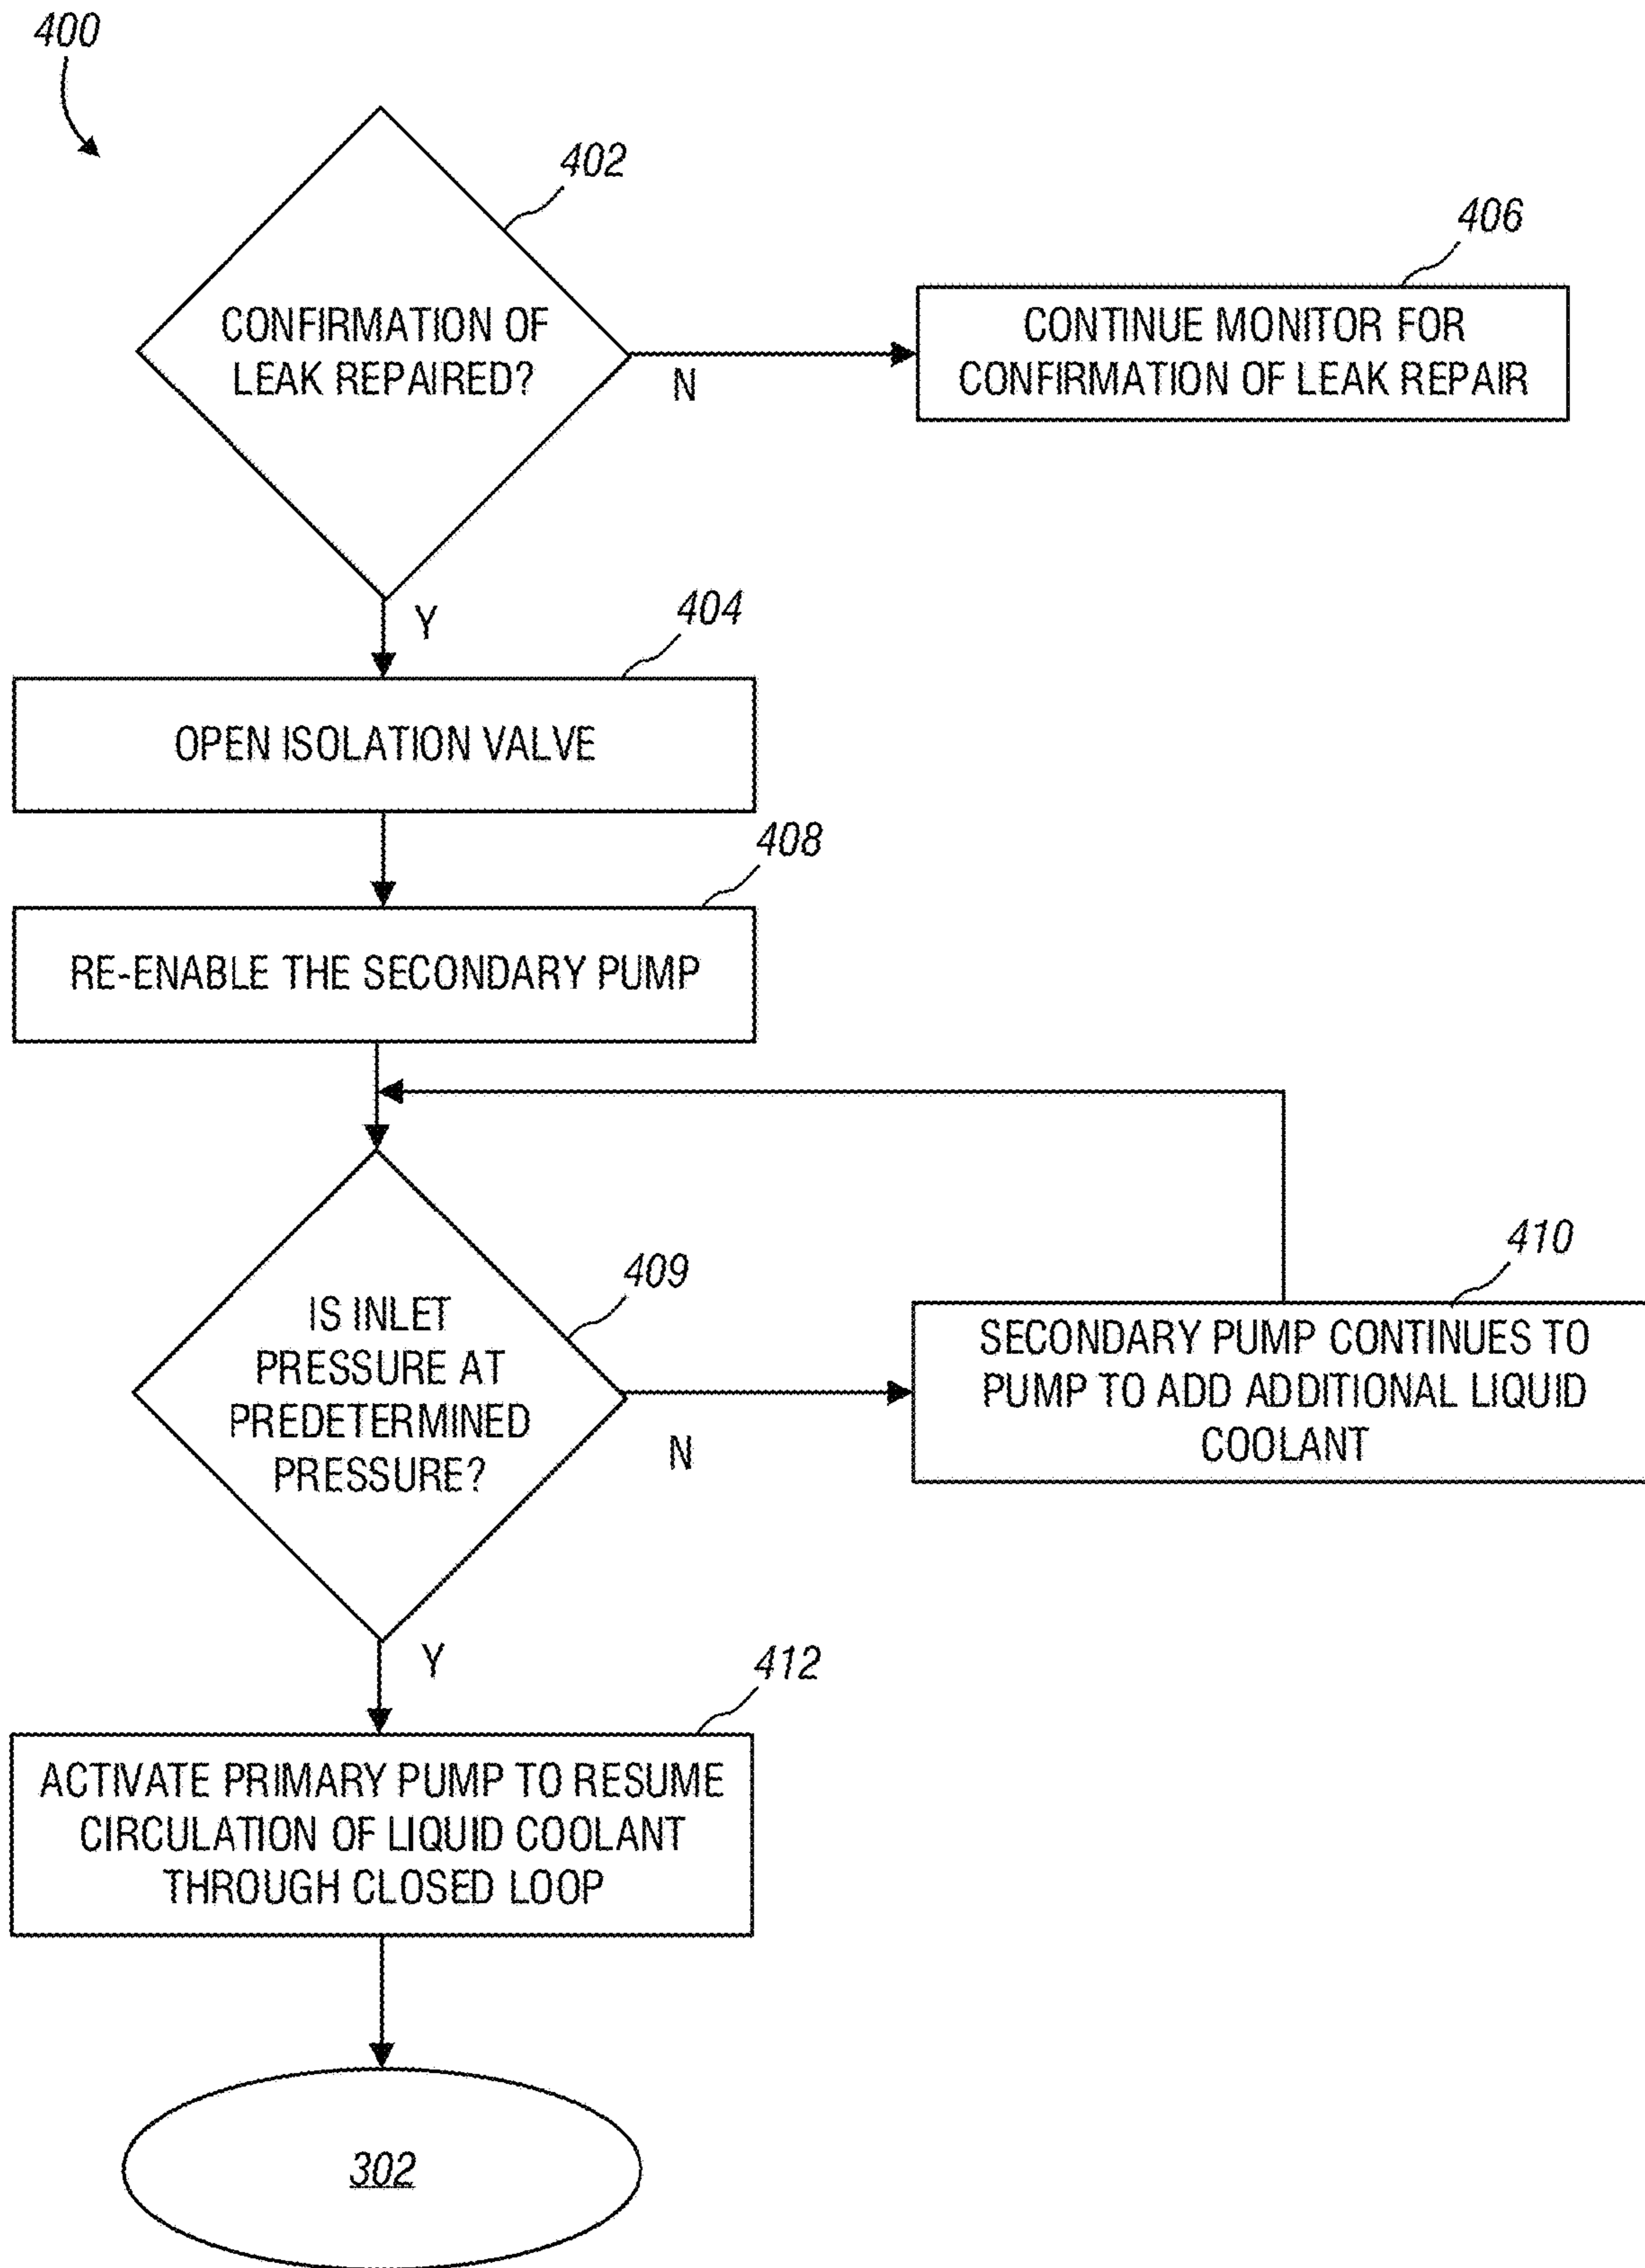 400
402
CONFIRMATION OF
LEAK REPAIRED?
N
406
CONTINUE MONITOR FOR
CONFIRMATION OF LEAK REPAIR
Y
404
OPEN ISOLATION VALVE
408
RE-ENABLE THE SECONDARY PUMP
409
IS INLET
PRESSURE AT
PREDETERMINED
PRESSURE?
N
410
SECONDARY PUMP CONTINUES TO
PUMP TO ADD ADDITIONAL LIQUID
COOLANT
Y
412
ACTIVATE PRIMARY PUMP TO RESUME
CIRCULATION OF LIQUID COOLANT
THROUGH CLOSED LOOP
302